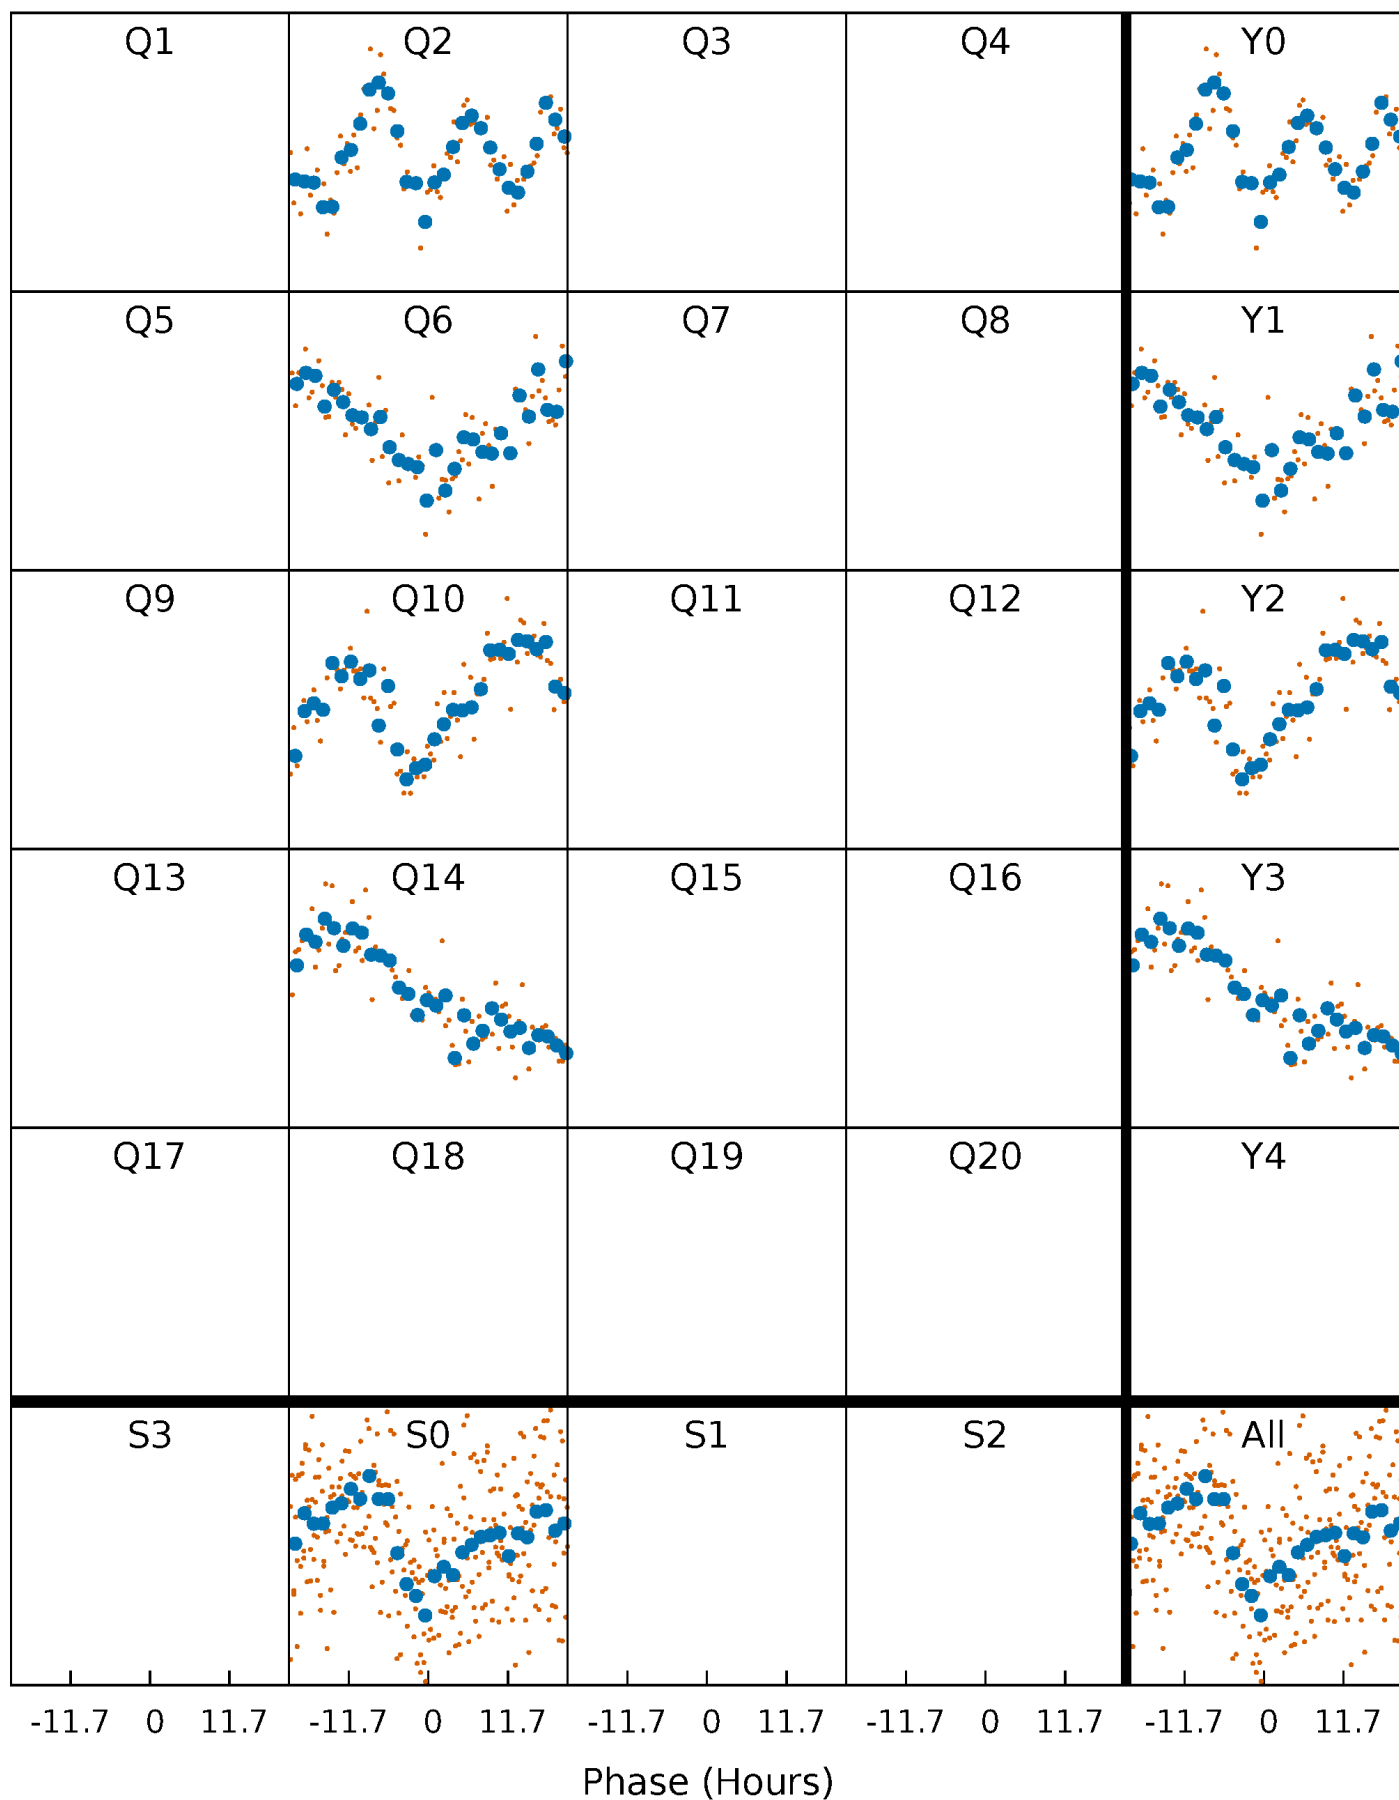 Q1 Q2 Q3 Q4 Y0
Q5 Q6 Q7 Q8 Y1
Q9 Q10 Q11 Q12 Y2
Q13 Q14 Q15 Q16 Y3
Q17 Q18 Q19 Q20 Y4
S3 S0 S1 S2 All
-11.7 0 11.7 -11.7 0 11.7 -11.7 0 11.7 -11.7 0 11.7 -11.7 0 11.7
Phase (Hours)